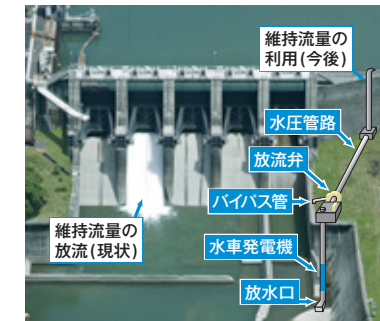 維持流量の
利用(今後)
水圧管路
放流弁
バイパス管
維持流量の
放流(現状)
水車発電機
放水口